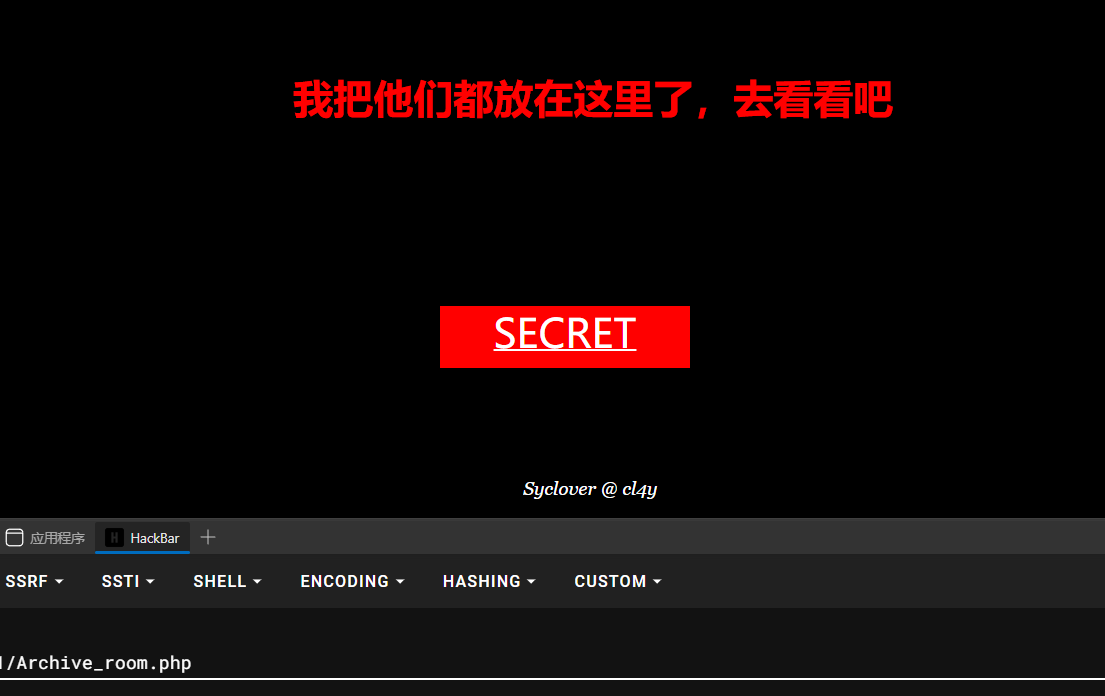 我把他们都放在这里了，去看看吧
SECRET
Syclover @ cl4y
应用程序 HackBar
SSRF SSTI SHELL ENCODING HASHING CUSTOM
/Archive_room.php